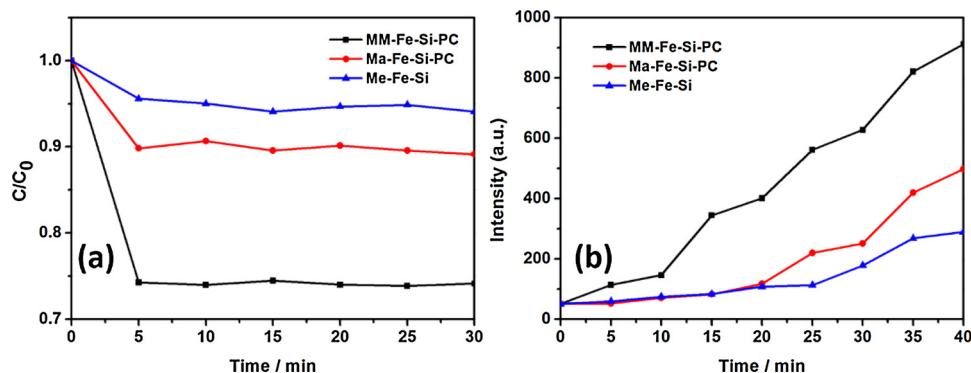 MM-Fe-Si-PC
Ma-Fe-Si-PC
Me-Fe-Si
1.0
0.9
0.8
0.7
C/C0
(a)
0 5 10 15 20 25 30
Time / min
MM-Fe-Si-PC
Ma-Fe-Si-PC
Me-Fe-Si
1000
800
600
400
200
0
Intensity (a.u.)
(b)
0 5 10 15 20 25 30 35 40
Time / min